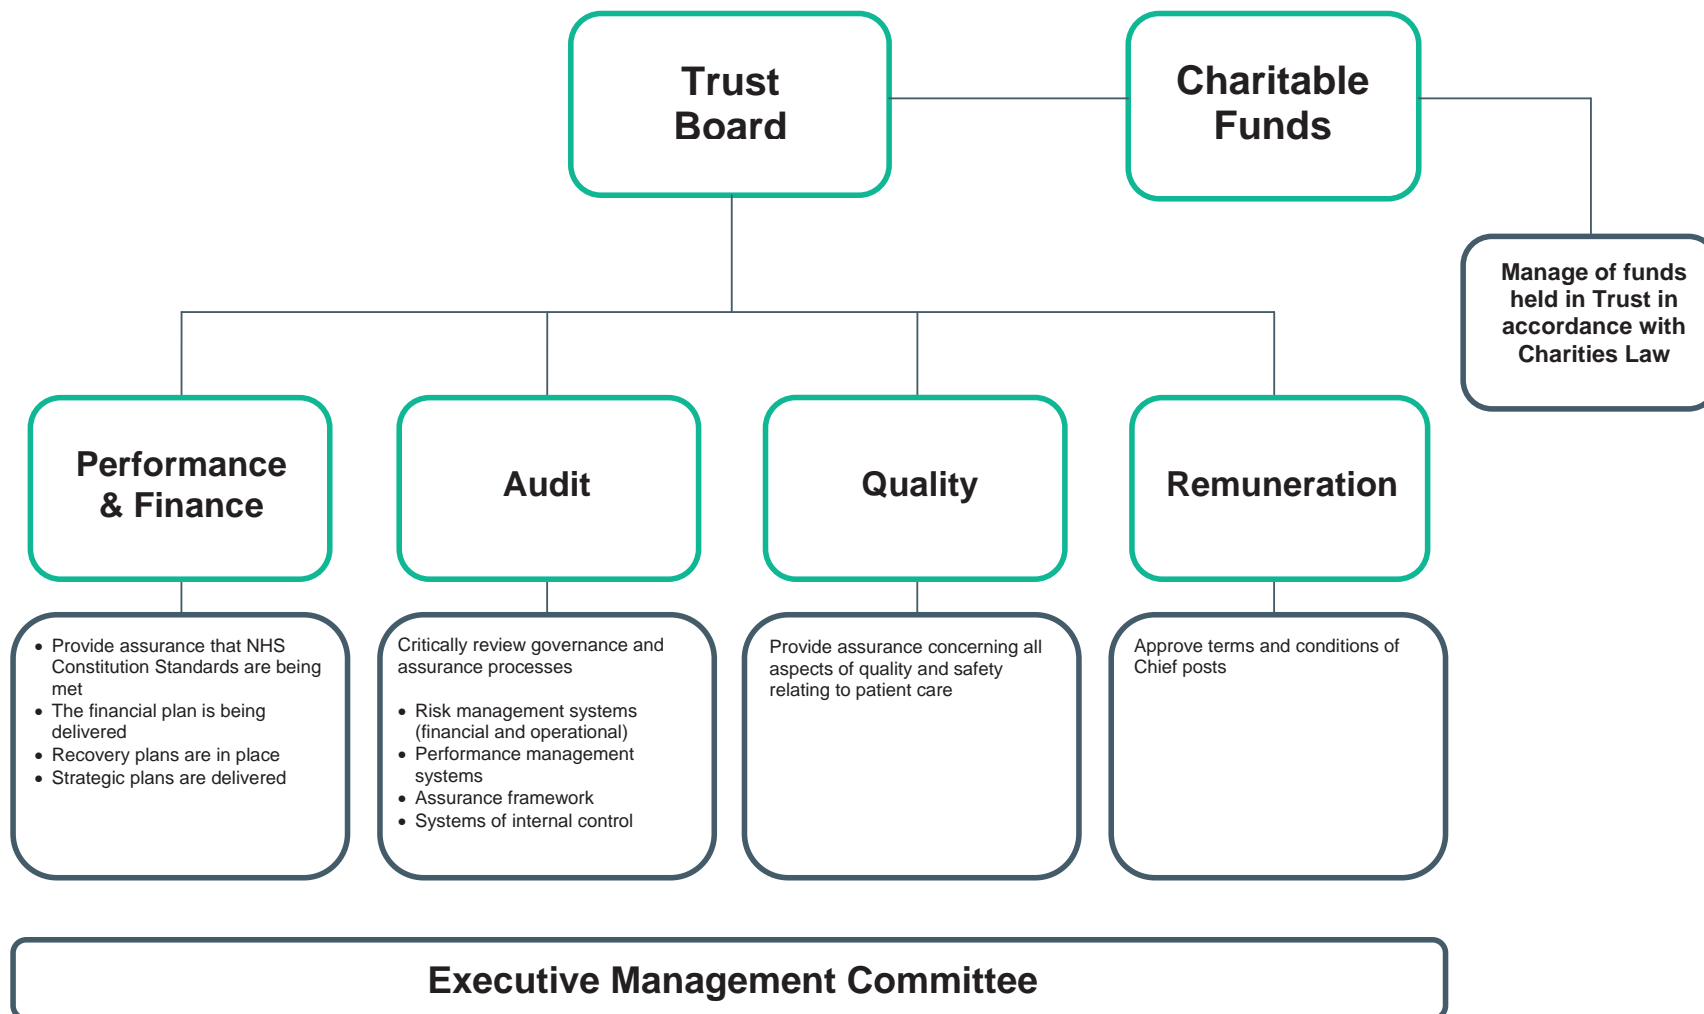 Trust
Board
Charitable
Funds
Manage of funds
held in Trust in
accordance with
Charities Law
Performance
& Finance
Audit
Quality
Remuneration
• Provide assurance that NHS
Constitution Standards are being
met
• The financial plan is being
delivered
• Recovery plans are in place
• Strategic plans are delivered
Critically review governance and
assurance processes
• Risk management systems
(financial and operational)
• Performance management
systems
• Assurance framework
• Systems of internal control
Provide assurance concerning all
aspects of quality and safety
relating to patient care
Approve terms and conditions of
Chief posts
Executive Management Committee